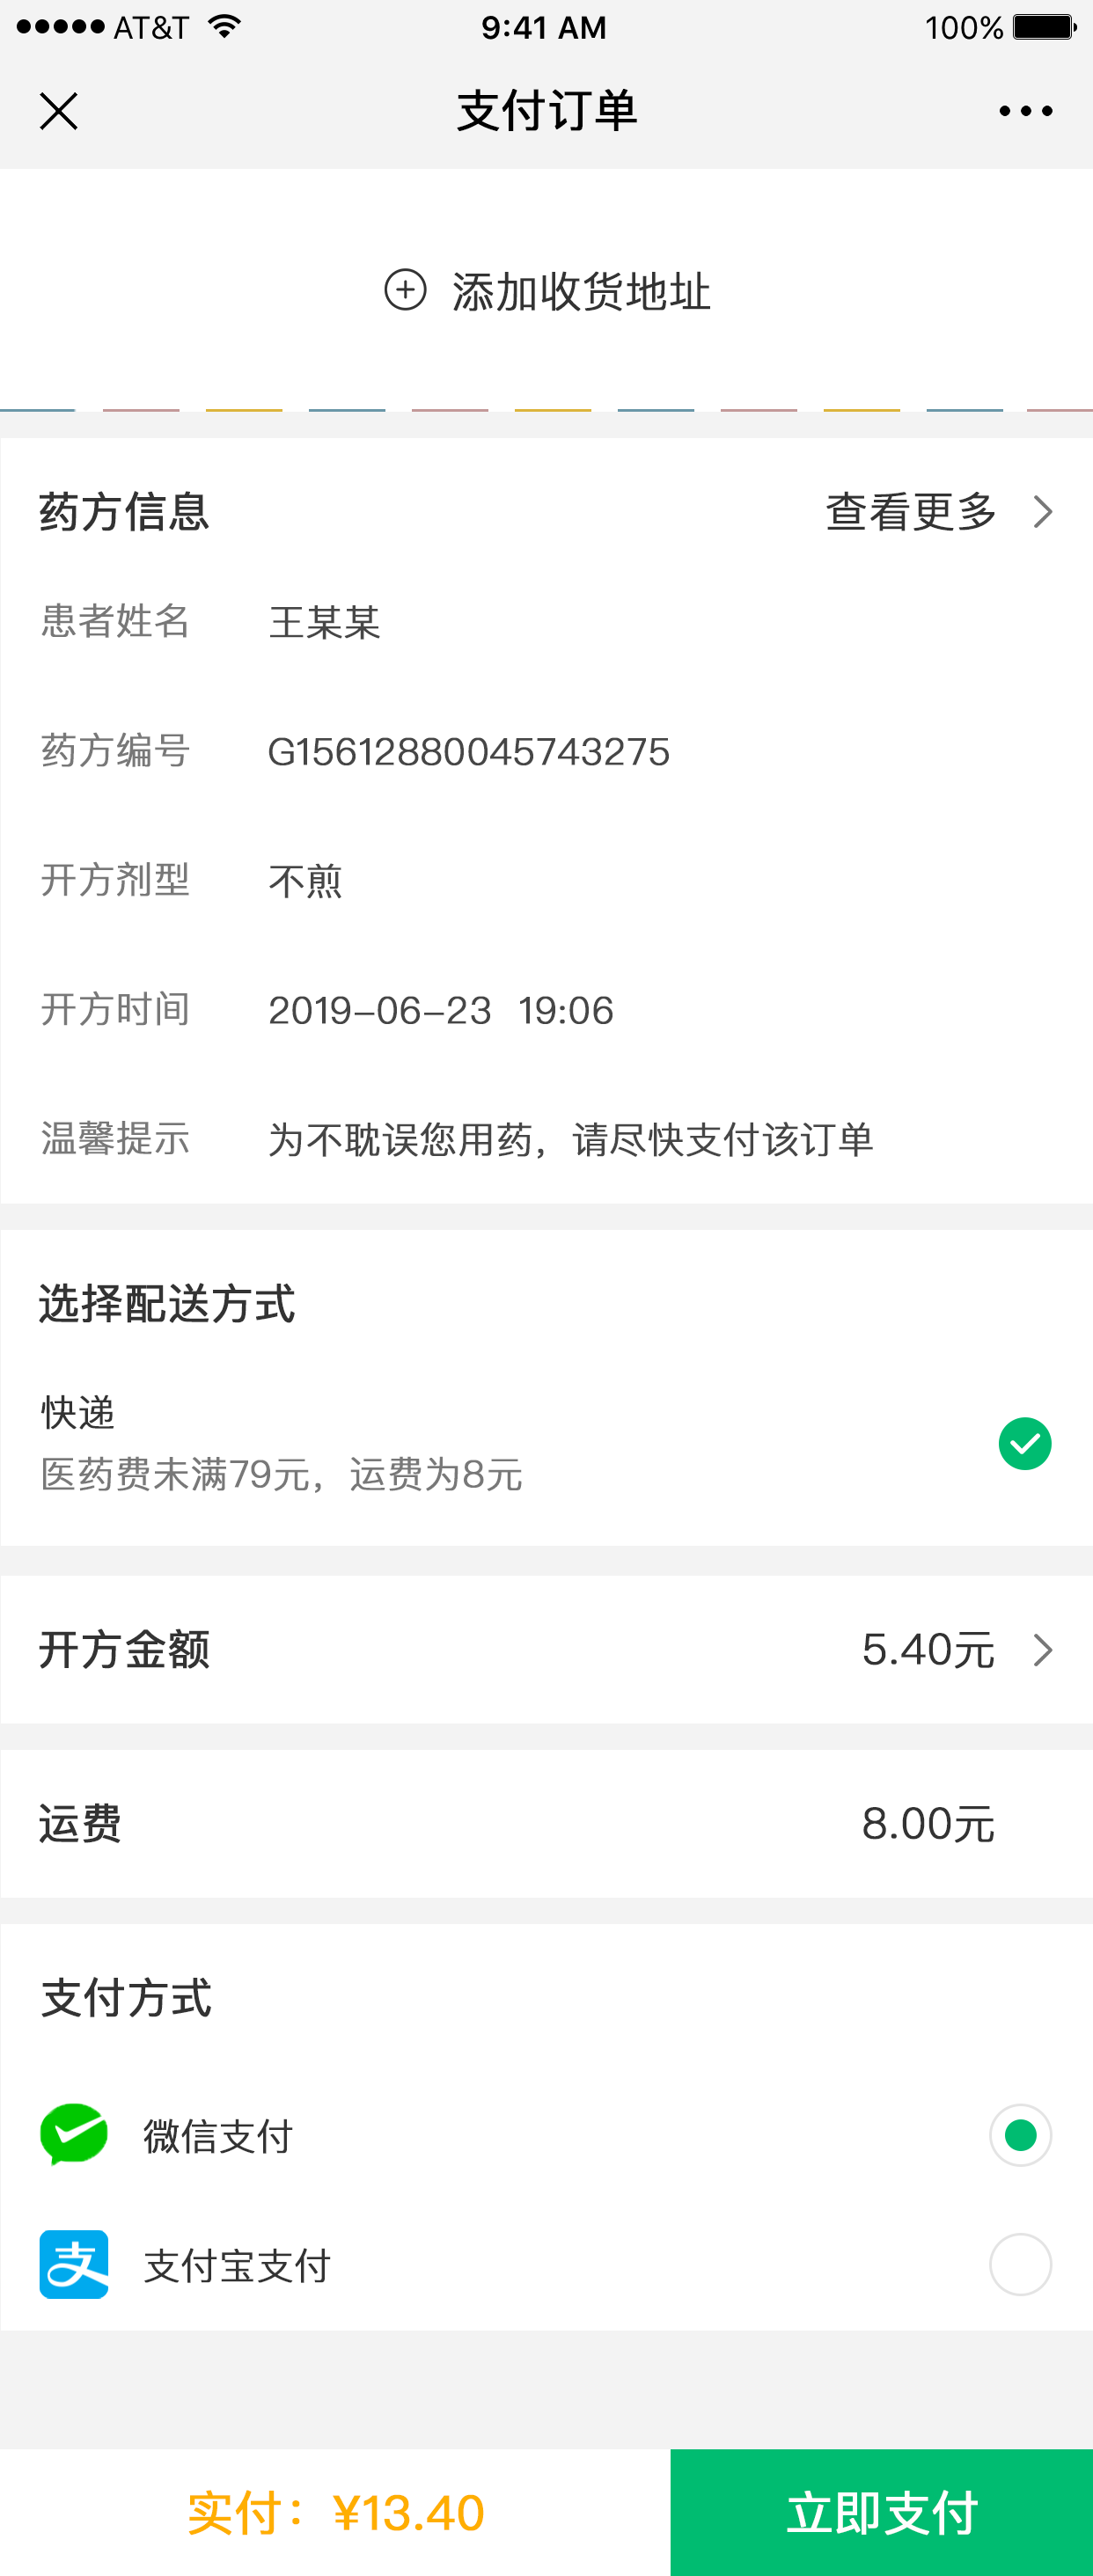 AT&T 9:41 AM 100%
支付订单
添加收货地址
药方信息 查看更多
患者姓名 王某某
药方编号 G15612880045743275
开方剂型 不煎
开方时间 2019-06-23 19:06
温馨提示 为不耽误您用药，请尽快支付该订单
选择配送方式
快递
医药费未满79元，运费为8元
开方金额 5.40元
运费 8.00元
支付方式
微信支付
支 支付宝支付
实付：¥13.40 立即支付